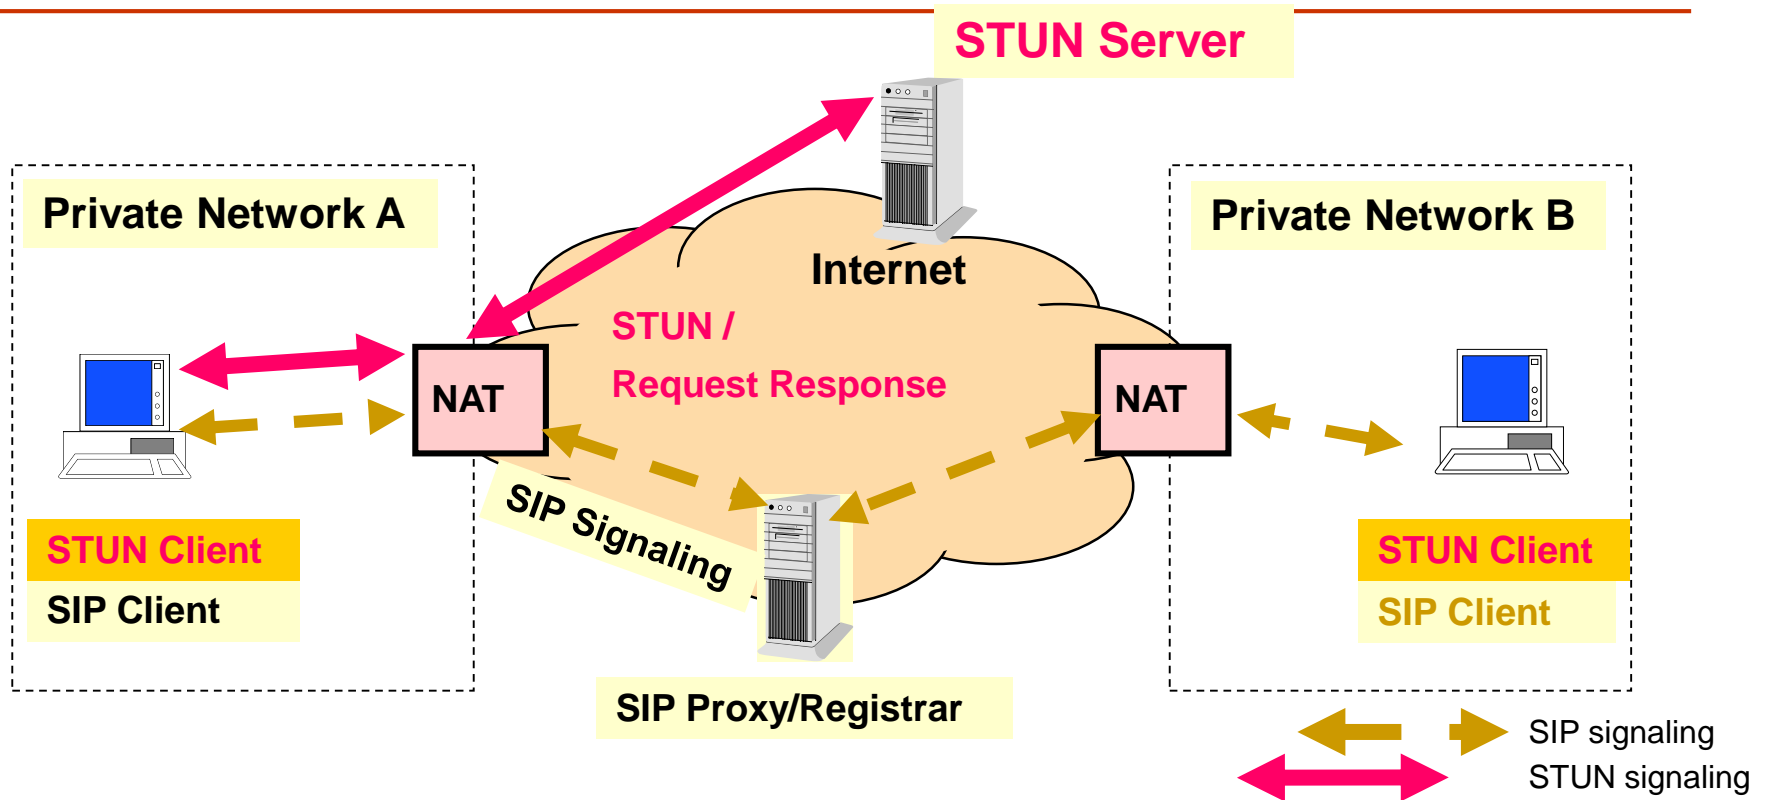 STUN Server
Private Network A
Private Network B
Internet
STUN /
Request Response
NAT
NAT
SIP Signaling
STUN Client
SIP Client
STUN Client
SIP Client
SIP Proxy/Registrar
SIP signaling
STUN signaling